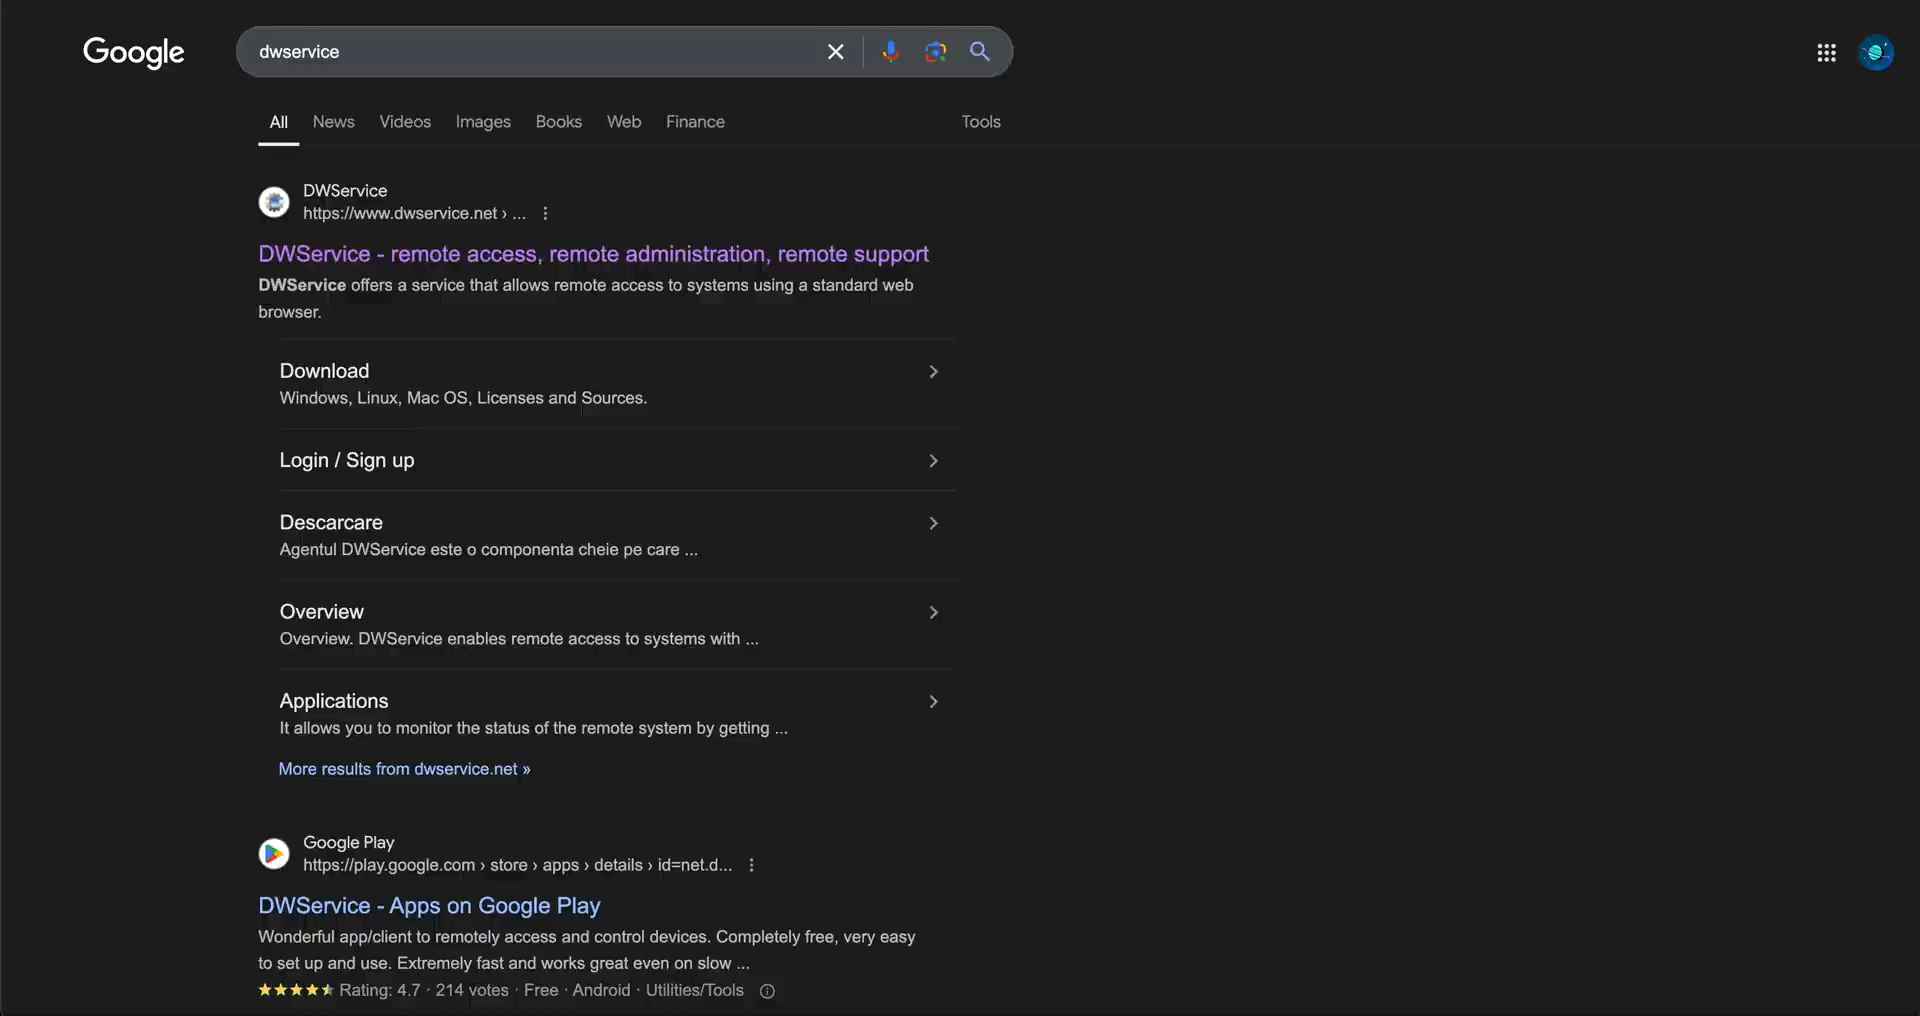 Google
dwservice
All News Videos Images Books Web Finance Tools
DWService
https://www.dwservice.net › ...
DWService - remote access, remote administration, remote support
DWService offers a service that allows remote access to systems using a standard web
browser.
Download
Windows, Linux, Mac OS, Licenses and Sources.
Login / Sign up
Descarcare
Agentul DWService este o componenta cheie pe care ...
Overview
Overview. DWService enables remote access to systems with ...
Applications
It allows you to monitor the status of the remote system by getting ...
More results from dwservice.net »
Google Play
https://play.google.com › store › apps › details › id=net.d...
DWService - Apps on Google Play
Wonderful app/client to remotely access and control devices. Completely free, very easy
to set up and use. Extremely fast and works great even on slow ...
Rating: 4.7 · 214 votes · Free · Android · Utilities/Tools